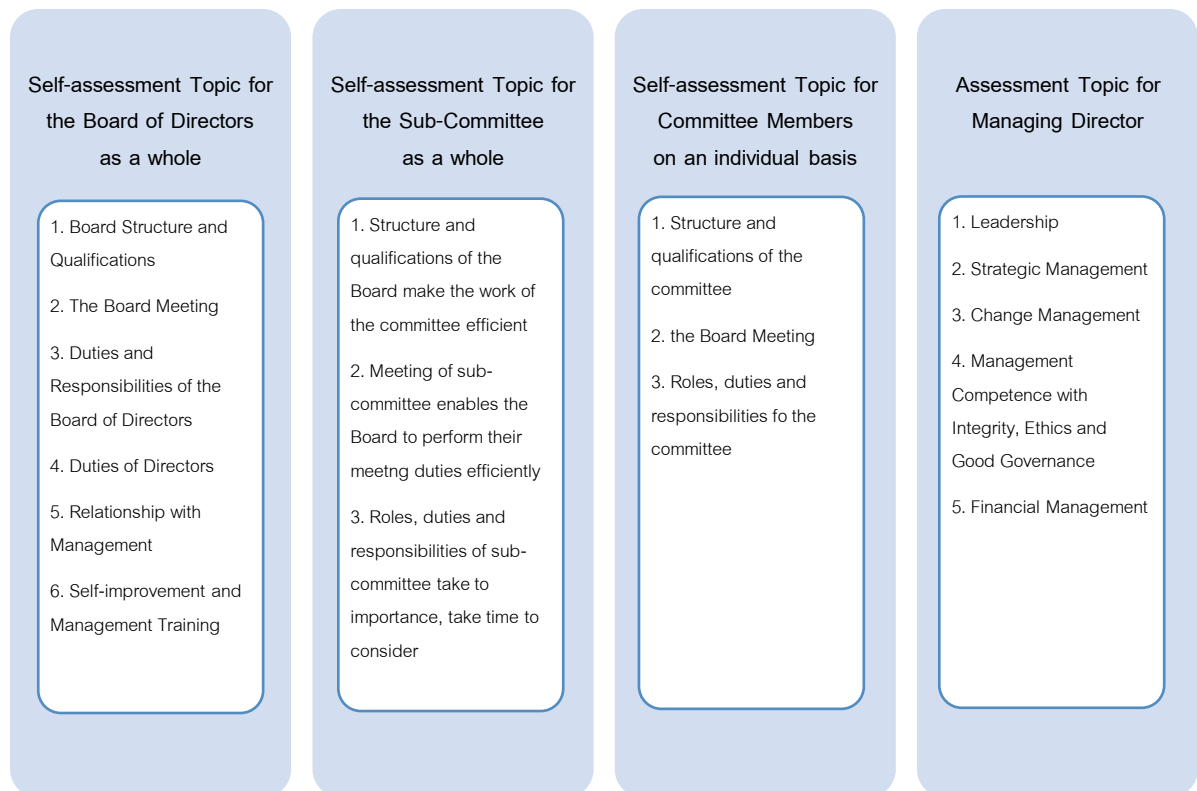 Self-assessment Topic for
the Board of Directors
as a whole
1. Board Structure and
Qualifications
2. The Board Meeting
3. Duties and
Responsibilities of the
Board of Directors
4. Duties of Directors
5. Relationship with
Management
6. Self-improvement and
Management Training
Self-assessment Topic for
the Sub-Committee
as a whole
1. Structure and
qualifications of the
Board make the work of
the committee efficient
2. Meeting of sub-
committee enables the
Board to perform their
meetng duties efficiently
3. Roles, duties and
responsibilities of sub-
committee take to
importance, take time to
consider
Self-assessment Topic for
Committee Members
on an individual basis
1. Structure and
qualifications of the
committee
2. the Board Meeting
3. Roles, duties and
responsibilities fo the
committee
Assessment Topic for
Managing Director
1. Leadership
2. Strategic Management
3. Change Management
4. Management
Competence with
Integrity, Ethics and
Good Governance
5. Financial Management